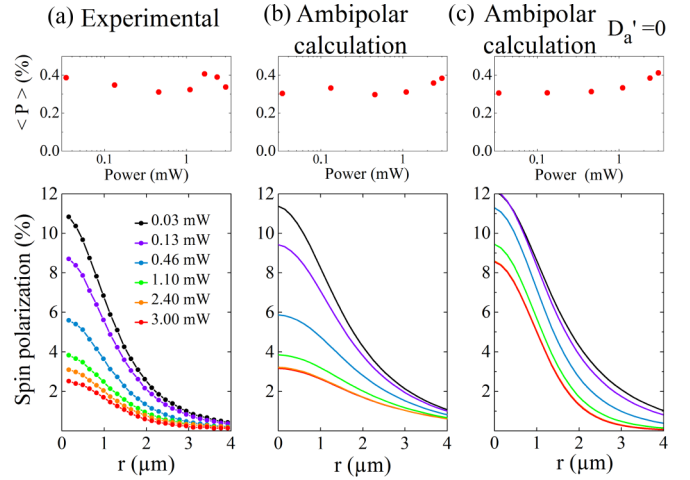 (a) Experimental
(b) Ambipolar
calculation
(c) Ambipolar
calculation
D_a'=0
< P > (%)
0.4
0.2
0.0
0.1
1
Power (mW)
0.4
0.2
0.0
0.1
1
Power (mW)
0.4
0.2
0.0
0.1
1
Power (mW)
Spin polarization (%)
12
10
8
6
4
2
0.03 mW
0.13 mW
0.46 mW
1.10 mW
2.40 mW
3.00 mW
0 1 2 3 4
r (µm)
12
10
8
6
4
2
0 1 2 3 4
r (µm)
12
10
8
6
4
2
0 1 2 3 4
r (µm)